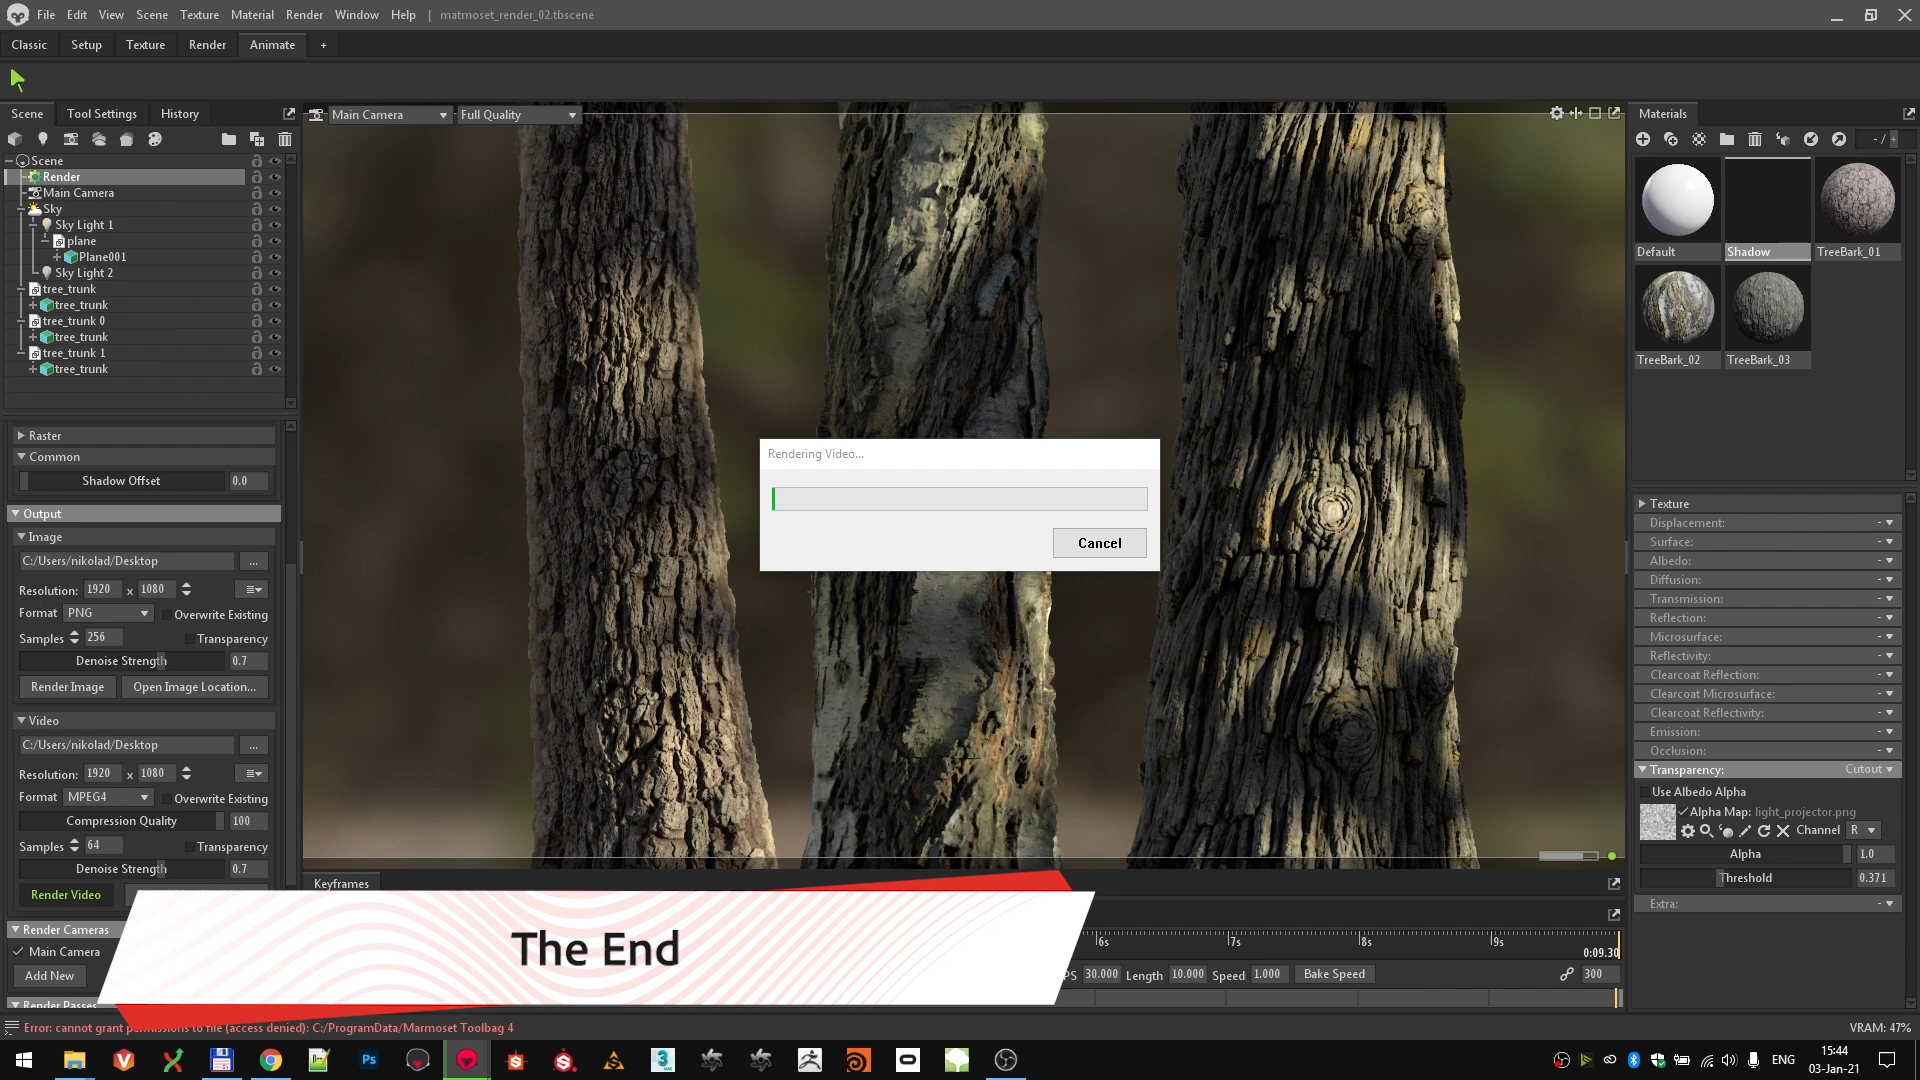 File Edit View Scene Texture Material Render Window Help | matmoset_render_02.tbscene
Classic Setup Texture Render Animate +
Scene Tool Settings History
Main Camera Full Quality
Materials
- / +
Scene
Render
Main Camera
Sky
Sky Light 1
plane
Plane001
Sky Light 2
tree_trunk
tree_trunk
tree_trunk 0
tree_trunk
tree_trunk 1
tree_trunk
Default Shadow TreeBark_01
TreeBark_02 TreeBark_03
Raster
Common
Shadow Offset 0.0
Output
Image
C:/Users/nikolad/Desktop ...
Resolution: 1920 x 1080
Format PNG Overwrite Existing
Samples 256 Transparency
Denoise Strength 0.7
Render Image Open Image Location...
Video
C:/Users/nikolad/Desktop ...
Resolution: 1920 x 1080
Format MPEG4 Overwrite Existing
Compression Quality 100
Samples 64 Transparency
Denoise Strength 0.7
Render Video
Render Cameras
Main Camera
Add New
Render Passes
Rendering Video...
Cancel
Texture
Displacement: -
Surface: -
Albedo: -
Diffusion: -
Transmission: -
Reflection: -
Microsurface: -
Reflectivity: -
Clearcoat Reflection: -
Clearcoat Microsurface: -
Clearcoat Reflectivity: -
Emission: -
Occlusion: -
Transparency: Cutout
Use Albedo Alpha
Alpha Map: light_projector.png
Channel R
Alpha 1.0
Threshold 0.371
Extra: -
Keyframes
6s 7s 8s 9s
0:09.30
PS 30.000 Length 10.000 Speed 1.000 Bake Speed 300
The End
Error: cannot grant permissions to file (access denied): C:/ProgramData/Marmoset Toolbag 4
VRAM: 47%
Ps
3
ENG
15:44
03-Jan-21